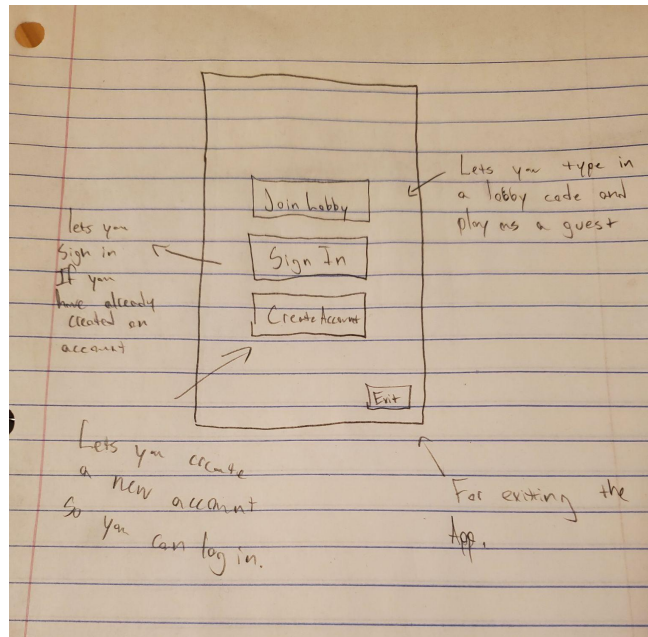 Join Lobby
Sign In
Create Account
Exit
Lets you type in
a lobby code and
play as a guest
lets you
Sign in
If you
have already
created an
account
Lets you create
a new account
so you can log in.
For exiting the
App.